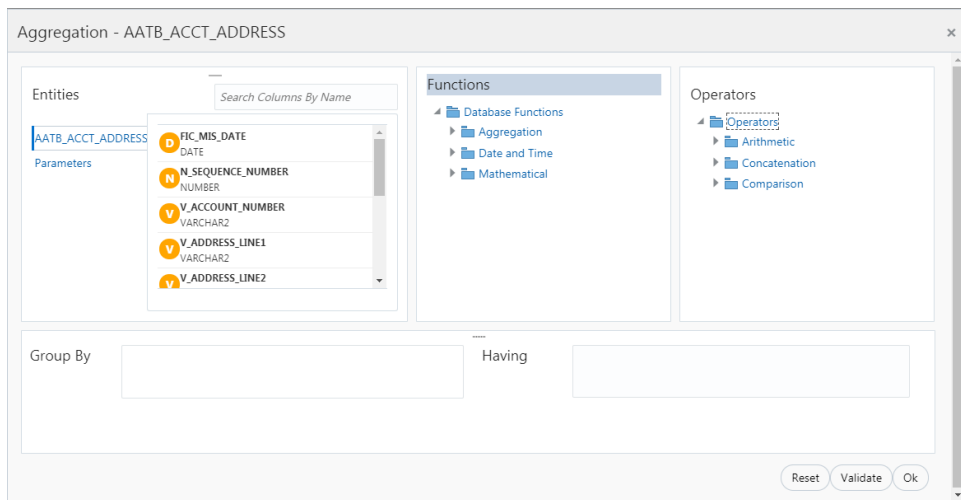 Aggregation - AATB_ACCT_ADDRESS
×
Entities
Search Columns By Name
AATB_ACCT_ADDRESS
Parameters
D
FIC_MIS_DATE
DATE
N
N_SEQUENCE_NUMBER
NUMBER
V
V_ACCOUNT_NUMBER
VARCHAR2
V
V_ADDRESS_LINE1
VARCHAR2
V
V_ADDRESS_LINE2
Functions
Database Functions
Aggregation
Date and Time
Mathematical
Operators
Operators
Arithmetic
Concatenation
Comparison
Group By
Having
Reset
Validate
Ok